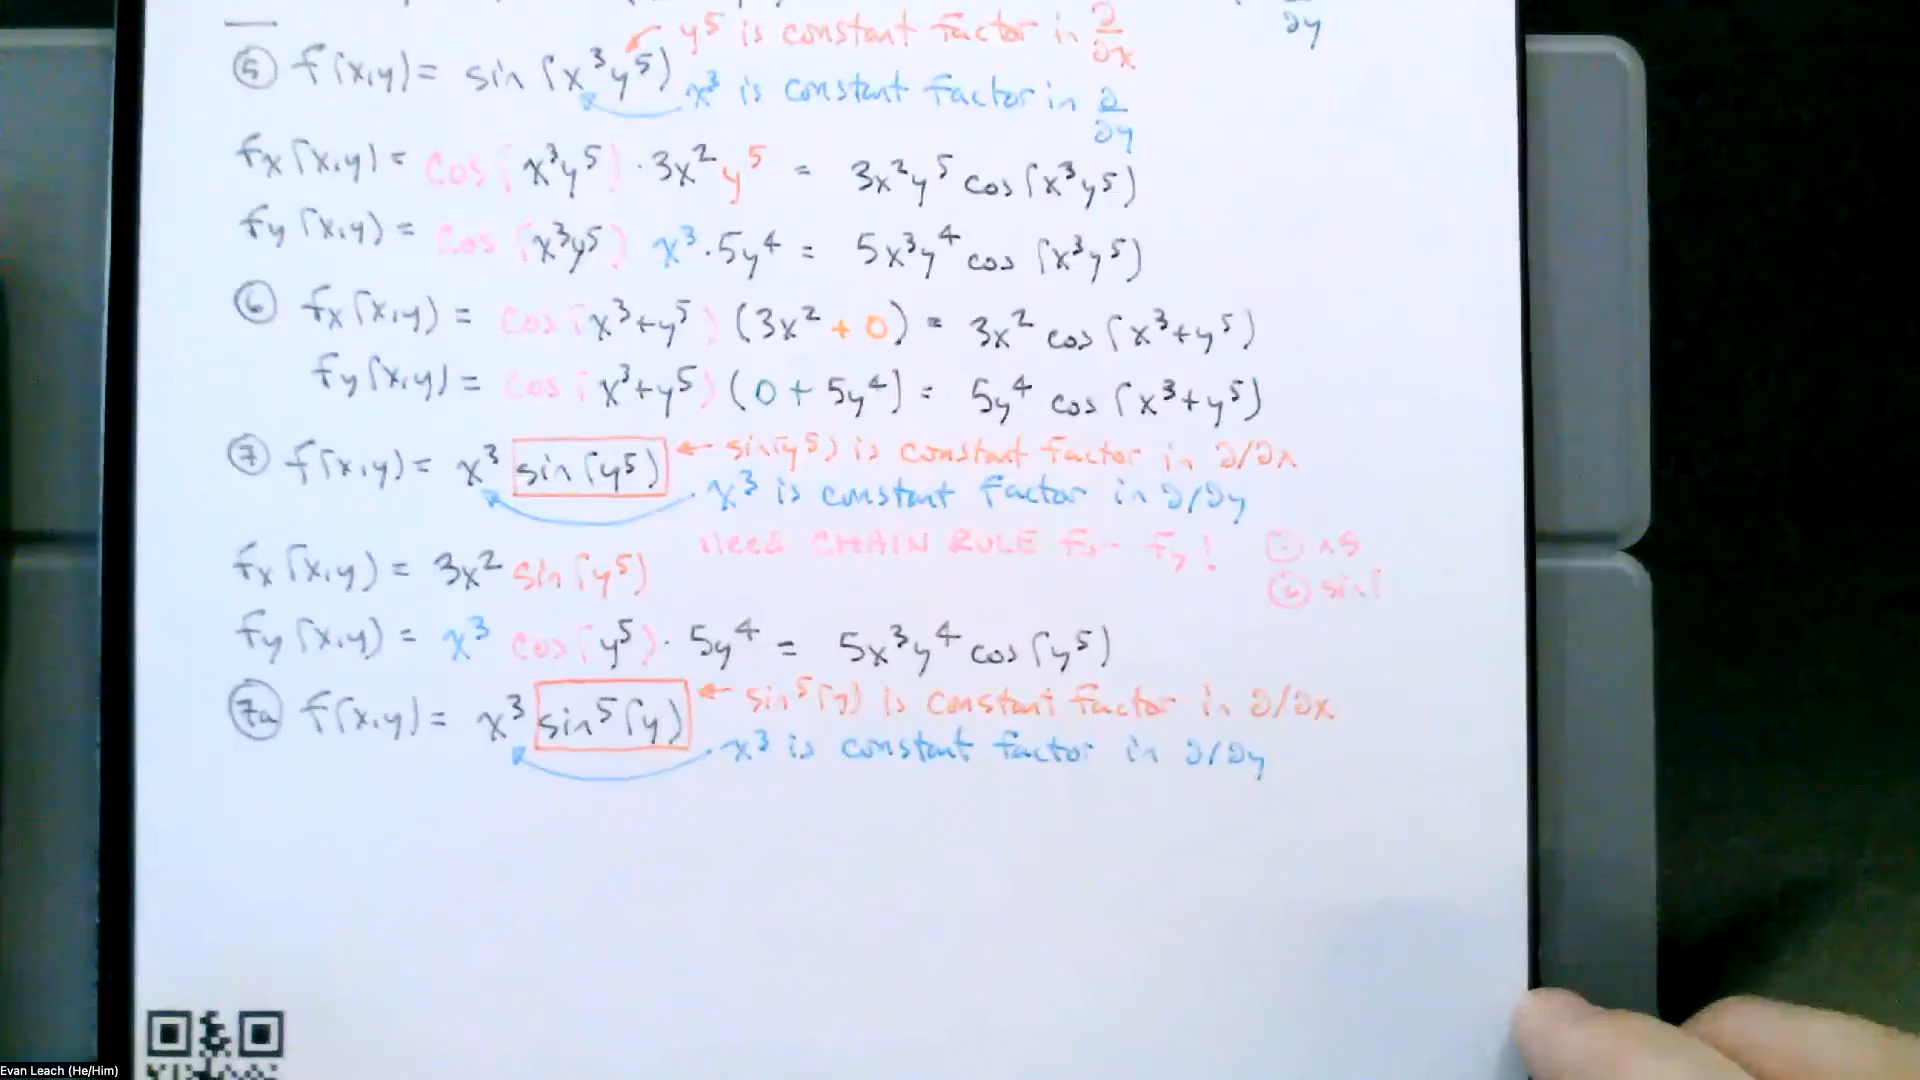 ∂y
y⁵ is constant factor in ∂/∂x
⑤ f(x,y) = sin(x³y⁵)
x³ is constant factor in ∂/∂y
fx(x,y) = cos(x³y⁵) · 3x²y⁵ = 3x²y⁵ cos(x³y⁵)
fy(x,y) = cos(x³y⁵) x³ · 5y⁴ = 5x³y⁴ cos(x³y⁵)
⑥ fx(x,y) = cos(x³+y⁵) (3x² + 0) = 3x² cos(x³+y⁵)
fy(x,y) = cos(x³+y⁵) (0 + 5y⁴) = 5y⁴ cos(x³+y⁵)
⑦ f(x,y) = x³ sin(y⁵) ← sin(y⁵) is constant factor in ∂/∂x
x³ is constant factor in ∂/∂y
need CHAIN RULE for fy! ① ^5
② sin(
fx(x,y) = 3x² sin(y⁵)
fy(x,y) = x³ cos(y⁵) · 5y⁴ = 5x³y⁴ cos(y⁵)
7a f(x,y) = x³ sin⁵(y) ← sin⁵(y) is constant factor in ∂/∂x
x³ is constant factor in ∂/∂y
Evan Leach (He/Him)